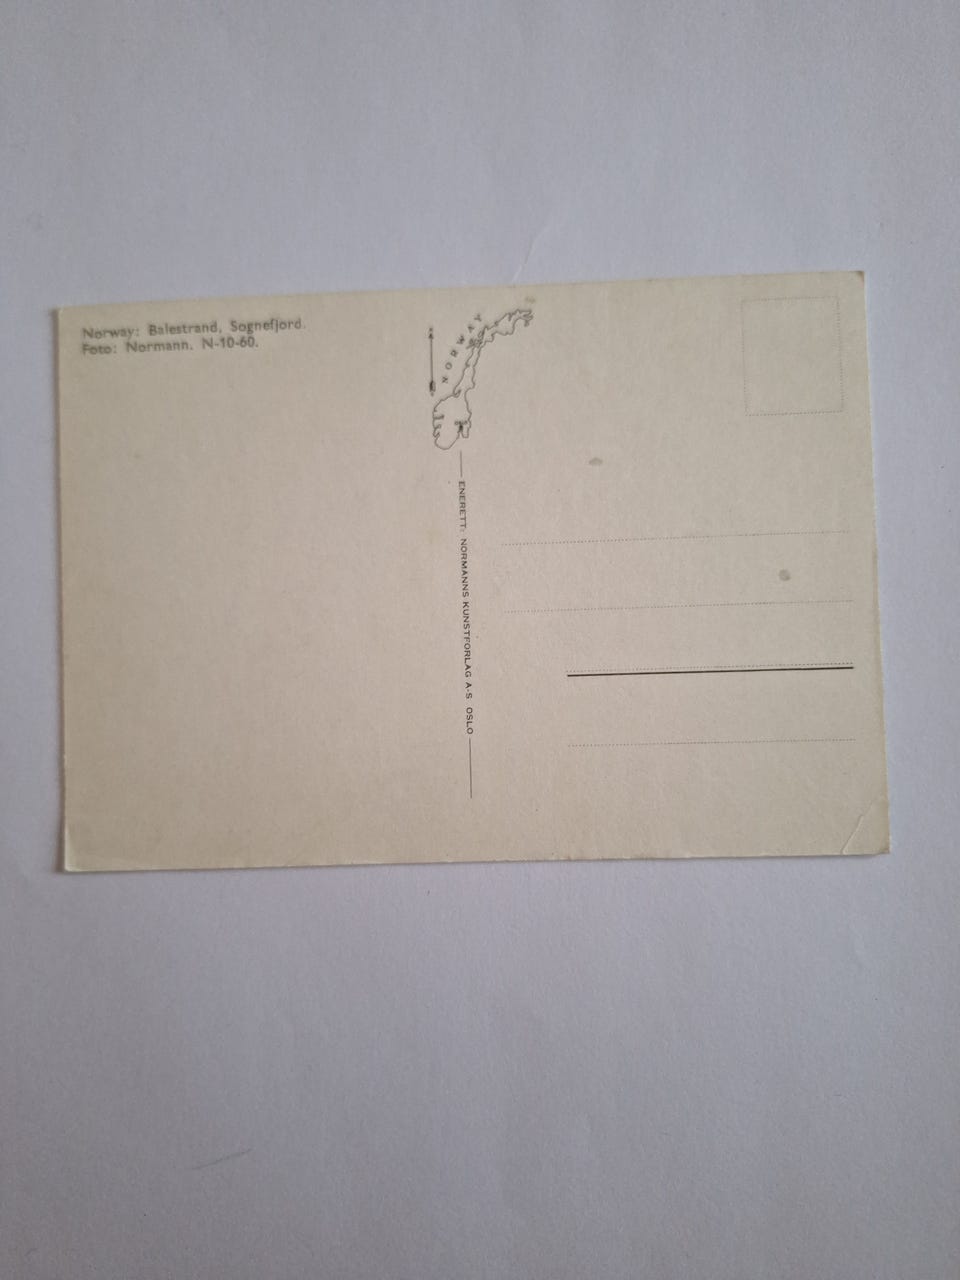 Norway: Balestrand, Sognefjord.
Foto: Normann. N-10-60.
NORWAY
ENERETT: NORMANNS KUNSTFORLAG A-S OSLO